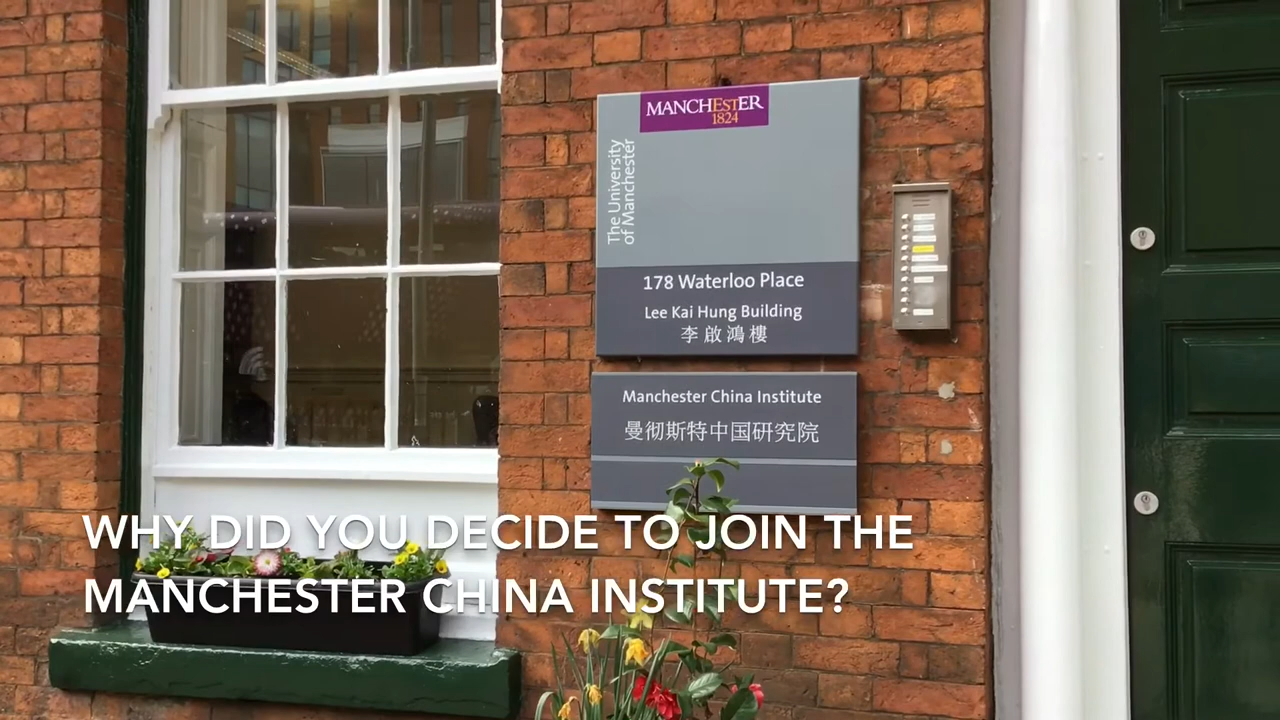 MANCHESTER
1824
The University
of Manchester
178 Waterloo Place
Lee Kai Hung Building
李啟鴻樓
Manchester China Institute
曼彻斯特中国研究院
WHY DID YOU DECIDE TO JOIN THE
MANCHESTER CHINA INSTITUTE?